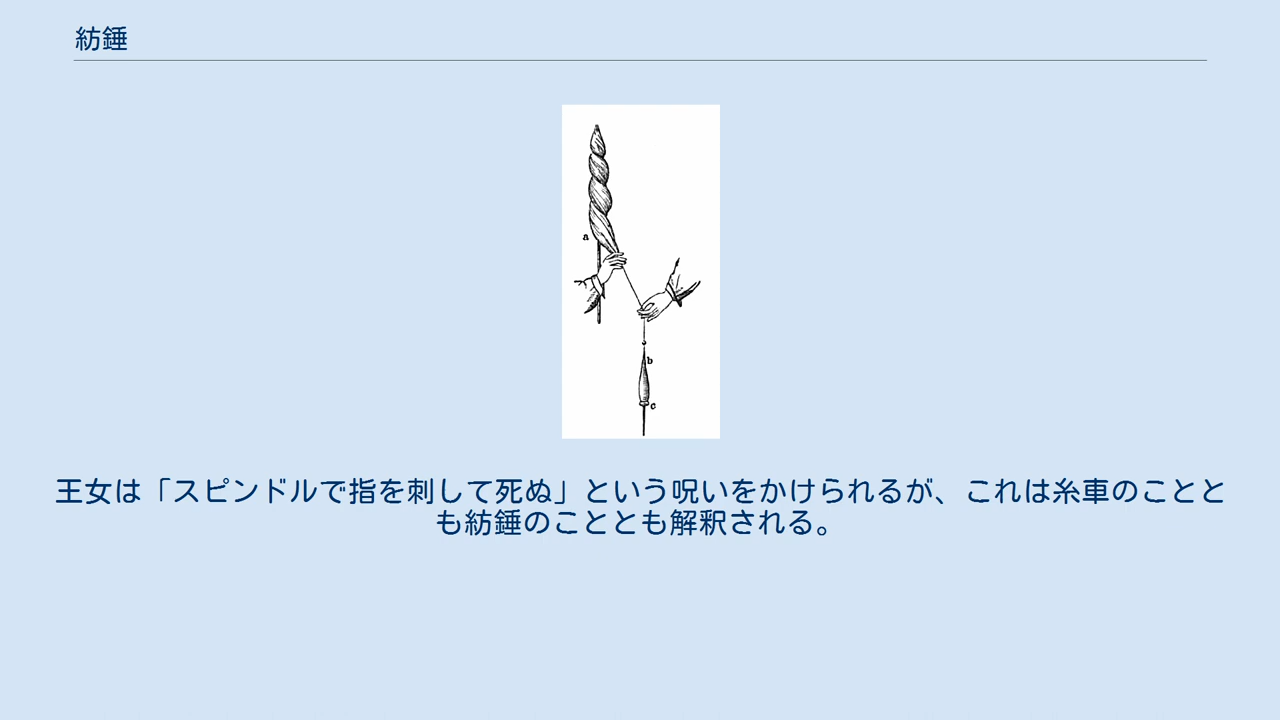 紡錘
a
b
c
王女は「スピンドルで指を刺して死ぬ」という呪いをかけられるが、これは糸車のことと
も紡錘のこととも解釈される。